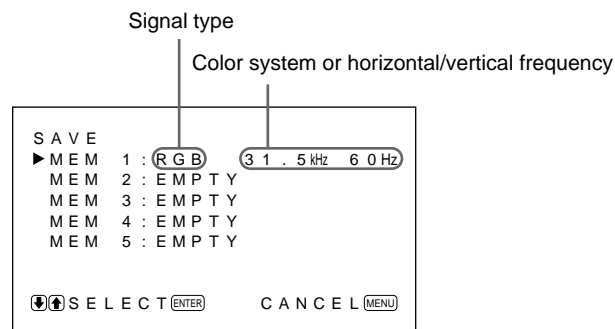 Signal type
Color system or horizontal/vertical frequency
SAVE
▶MEM 1:RGB 31.5kHz 60Hz
MEM 2:EMPTY
MEM 3:EMPTY
MEM 4:EMPTY
MEM 5:EMPTY
SELECT ENTER CANCEL MENU